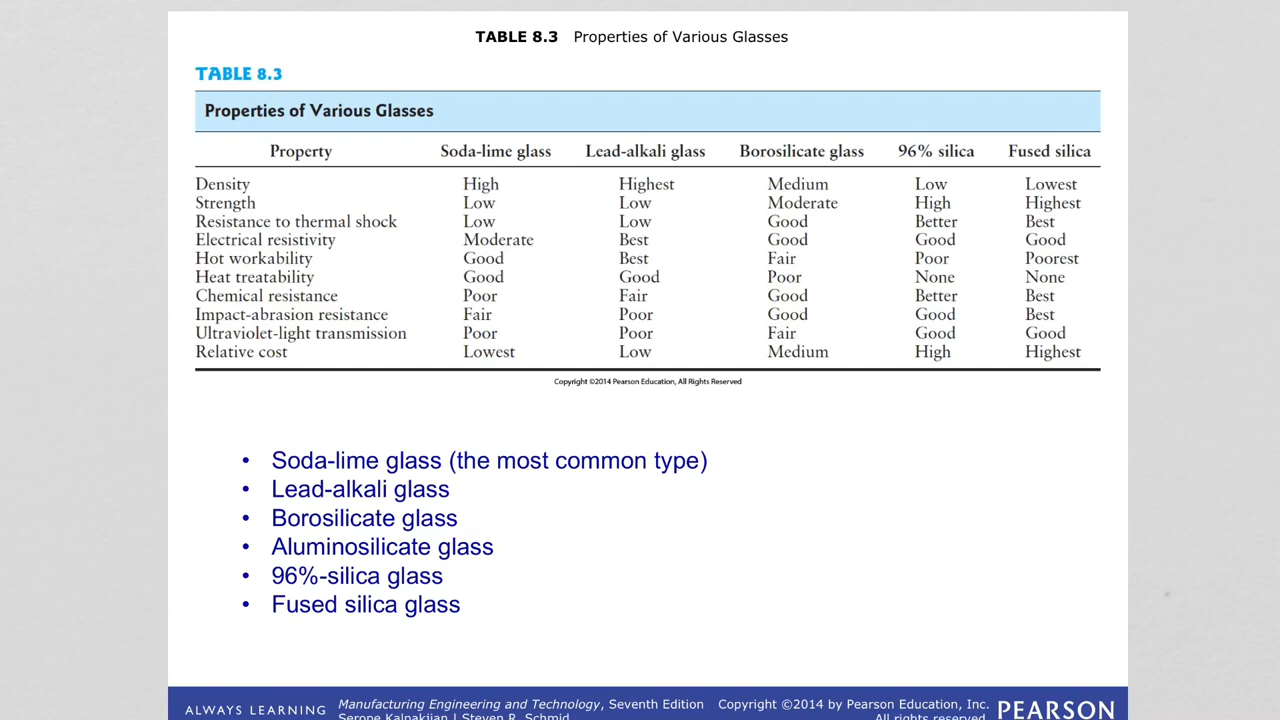 TABLE 8.3 Properties of Various Glasses
TABLE 8.3
Properties of Various Glasses
Property Soda-lime glass Lead-alkali glass Borosilicate glass 96% silica Fused silica
Density High Highest Medium Low Lowest
Strength Low Low Moderate High Highest
Resistance to thermal shock Low Low Good Better Best
Electrical resistivity Moderate Best Good Good Good
Hot workability Good Best Fair Poor Poorest
Heat treatability Good Good Poor None None
Chemical resistance Poor Fair Good Better Best
Impact-abrasion resistance Fair Poor Good Good Best
Ultraviolet-light transmission Poor Poor Fair Good Good
Relative cost Lowest Low Medium High Highest
Copyright ©2014 Pearson Education, All Rights Reserved
• Soda-lime glass (the most common type)
• Lead-alkali glass
• Borosilicate glass
• Aluminosilicate glass
• 96%-silica glass
• Fused silica glass
ALWAYS LEARNING Manufacturing Engineering and Technology, Seventh Edition Copyright ©2014 by Pearson Education, Inc. PEARSON
Serope Kalpakjian | Steven R. Schmid All rights reserved.